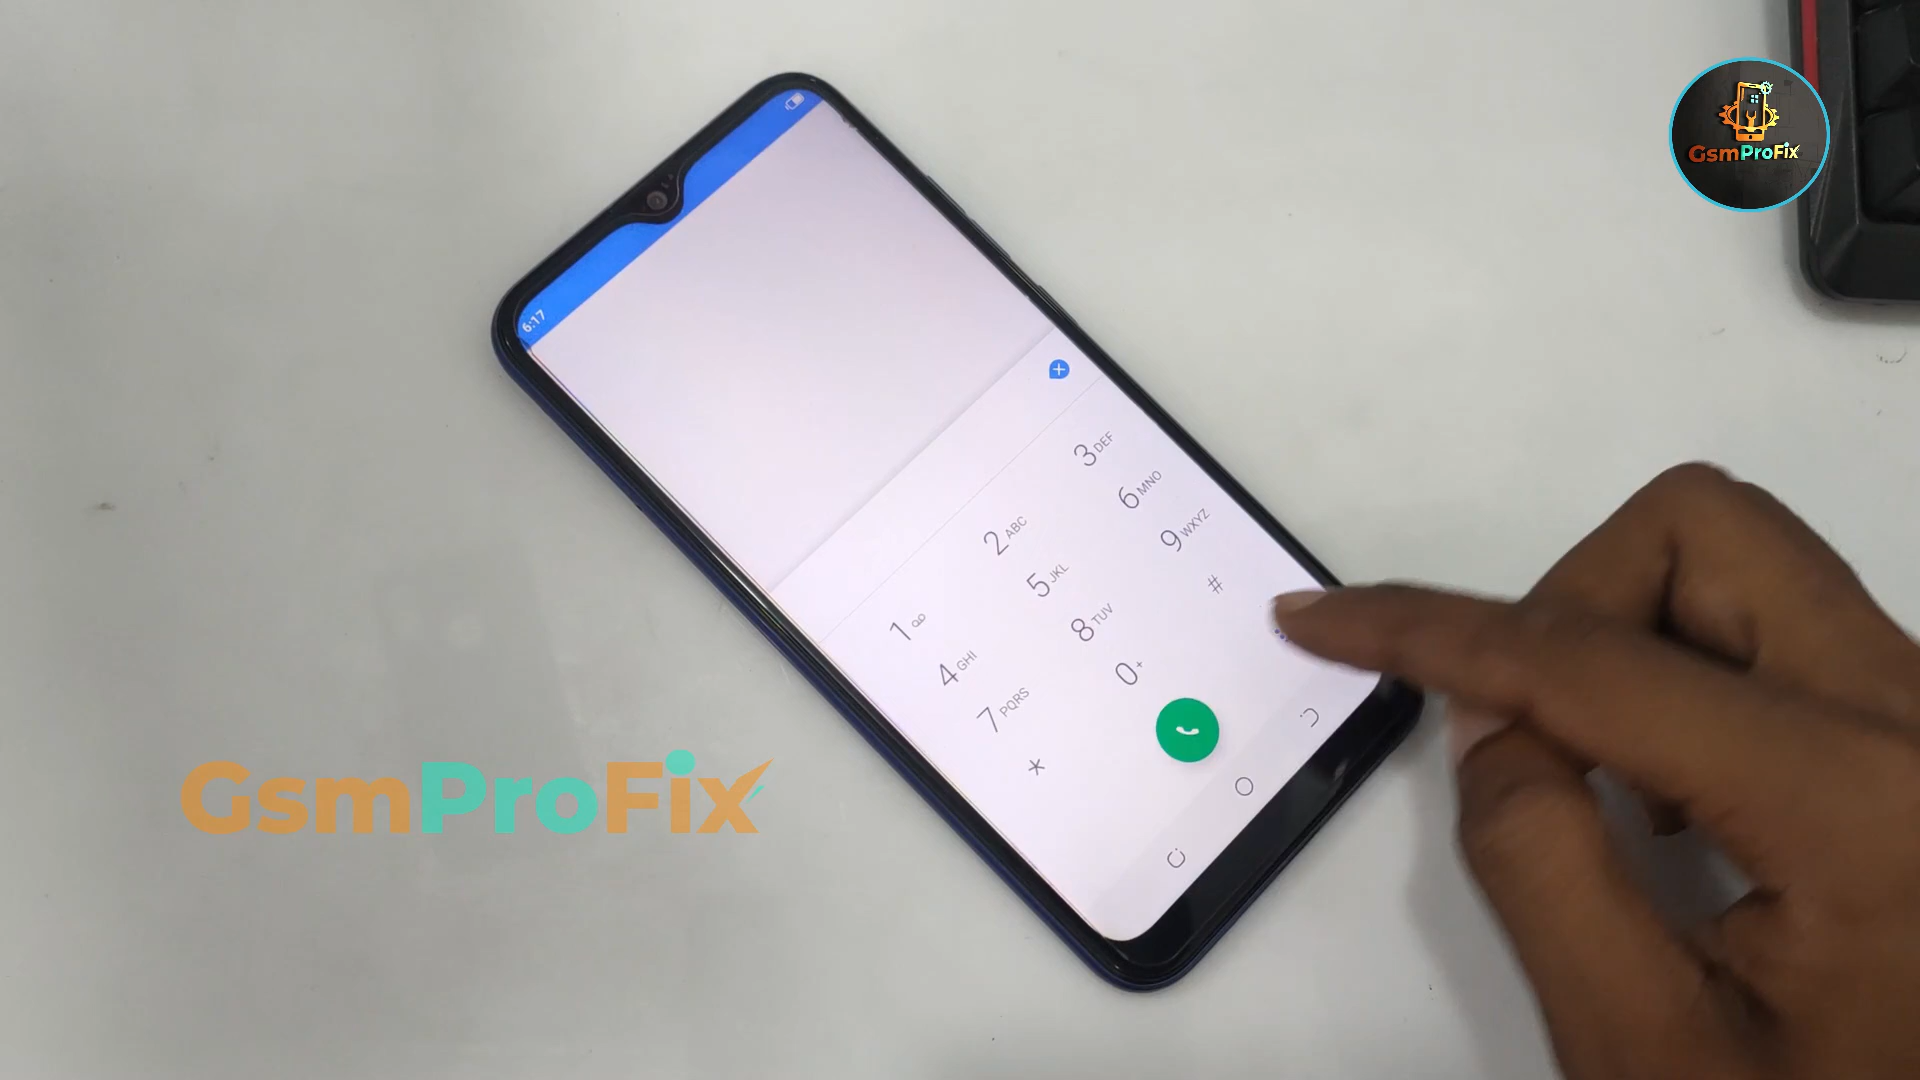 GsmProFix
6:17
1
2 ABC
3 DEF
4 GHI
5 JKL
6 MNO
7 PQRS
8 TUV
9 WXYZ
*
0 +
#
GsmProFix